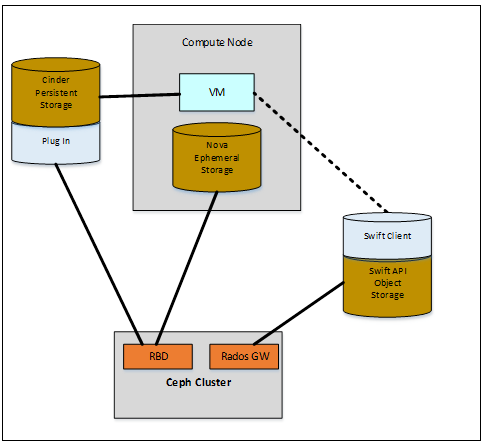 Compute Node
Cinder
Persistent
Storage
Plug In
VM
Nova
Ephemeral
Storage
Swift Client
Swift API
Object
Storage
RBD
Rados GW
Ceph Cluster